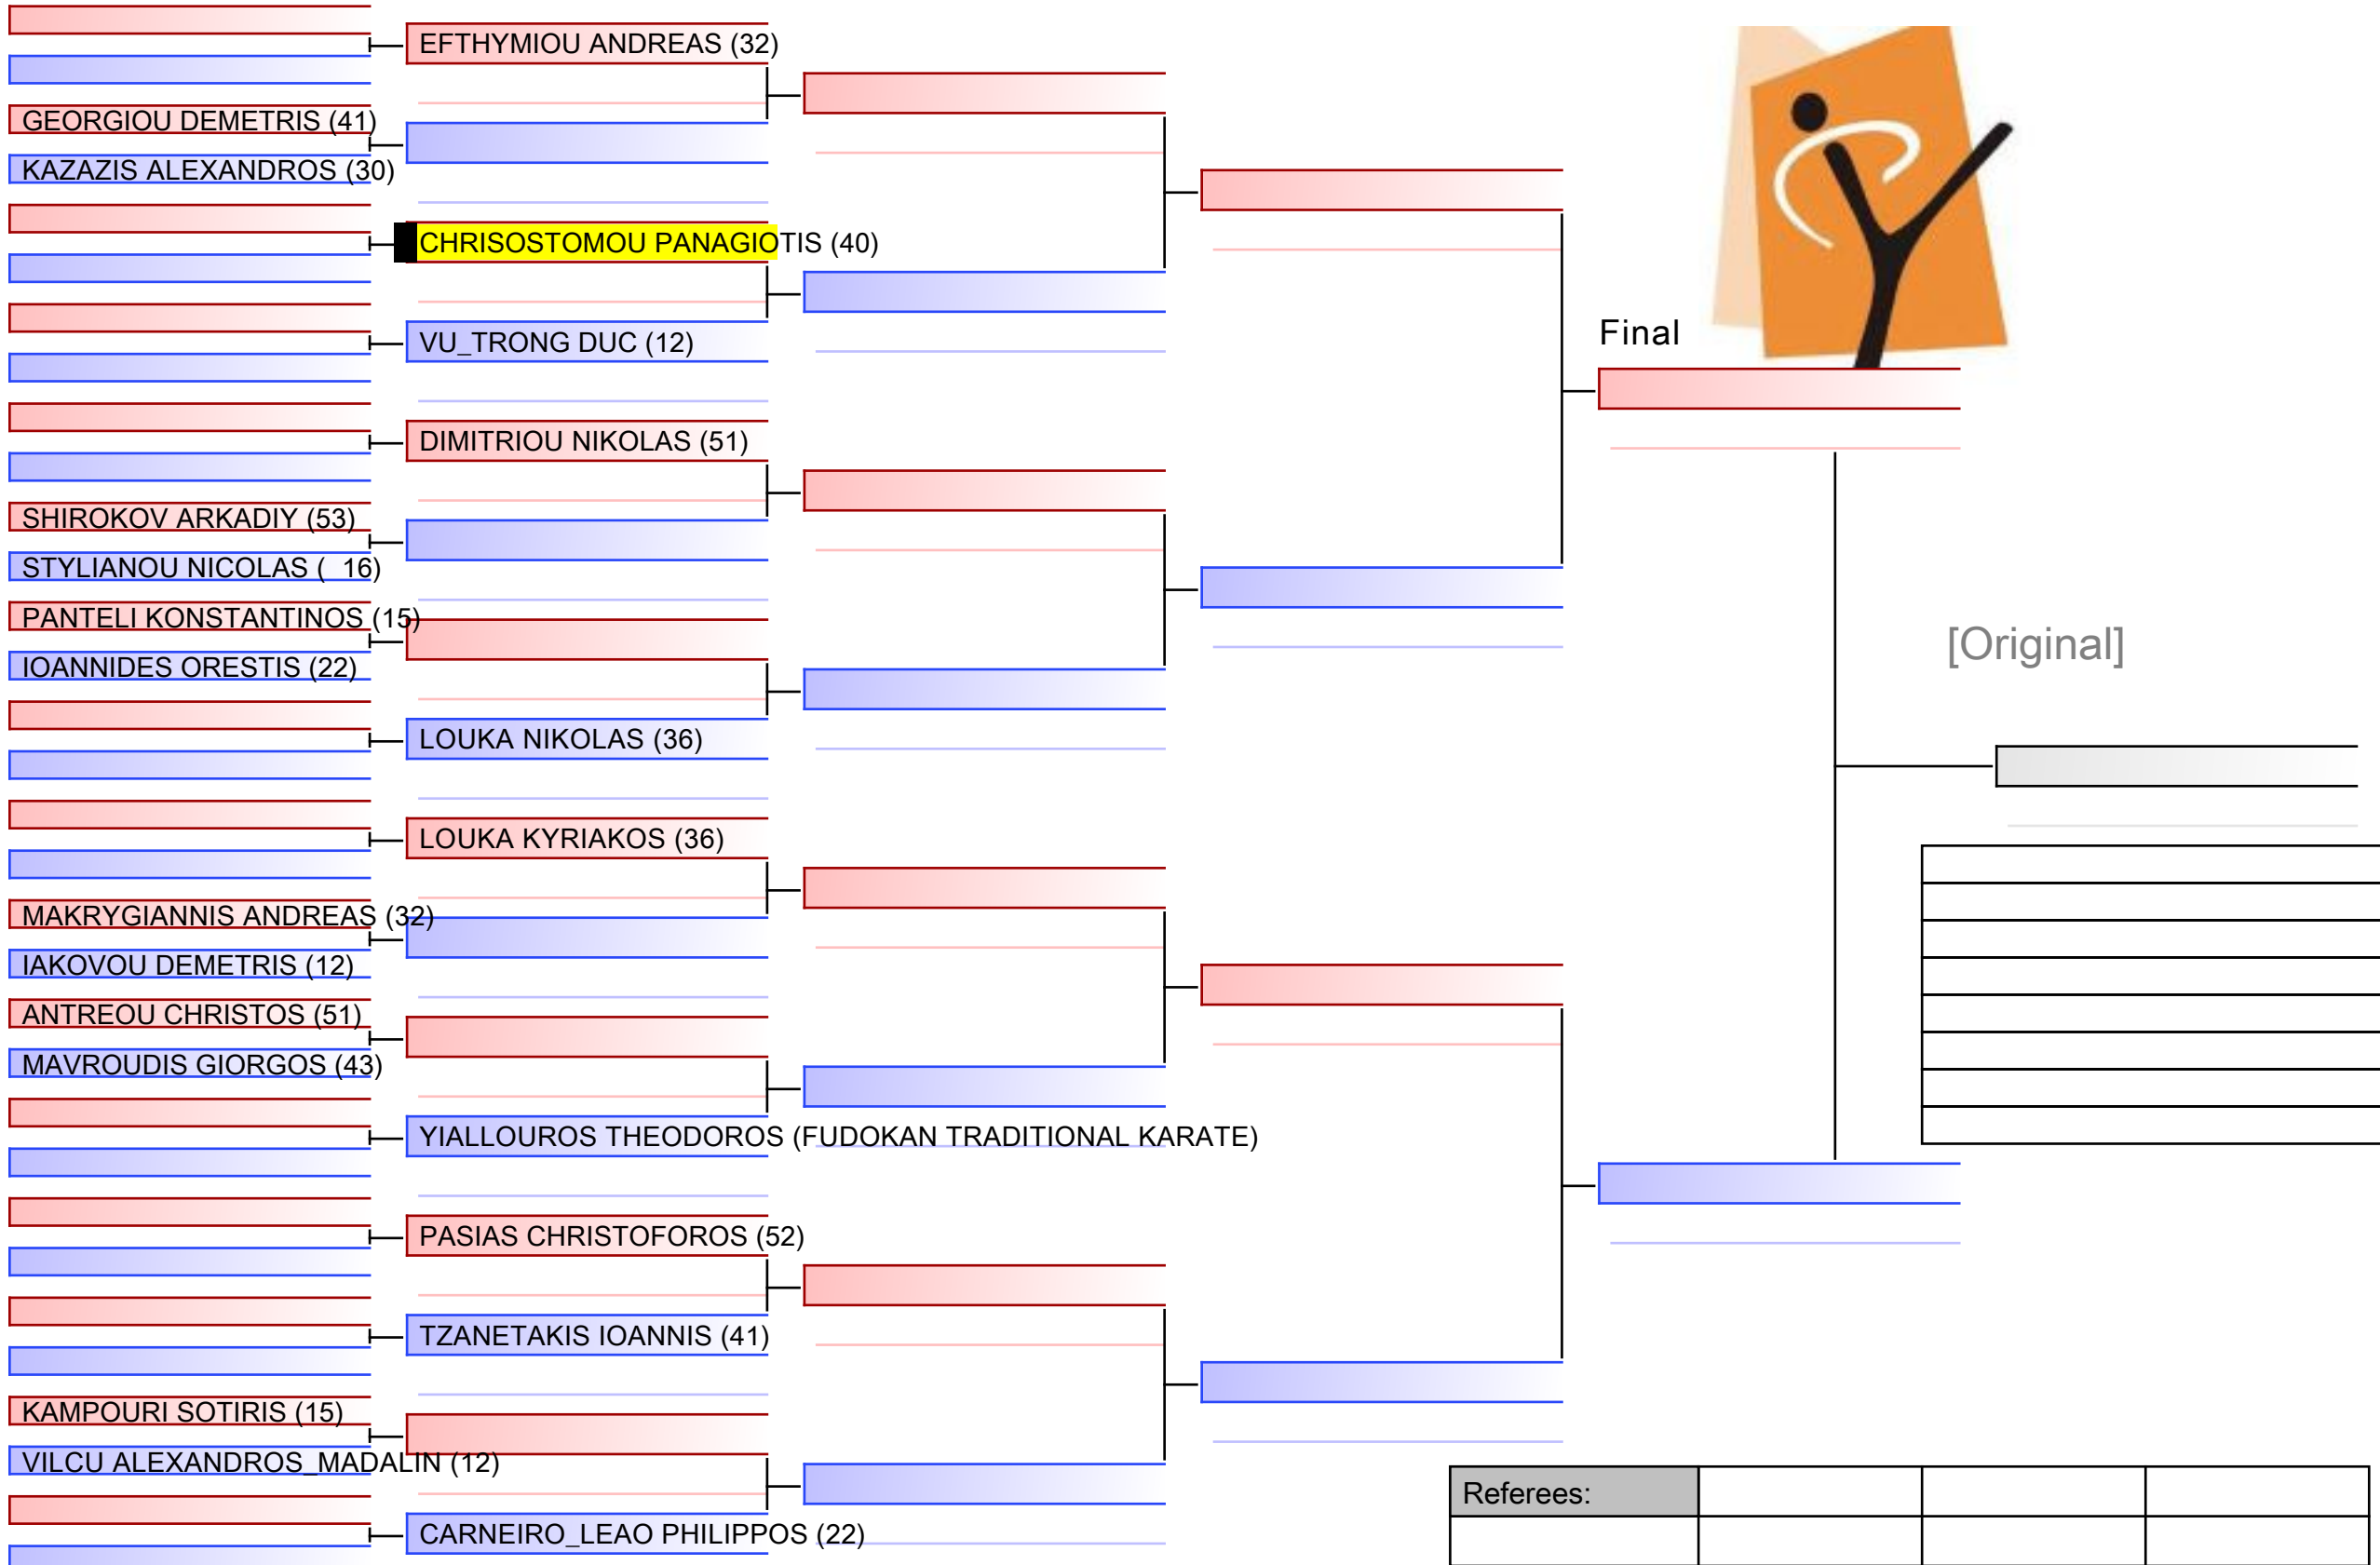 EFTHYMIOU ANDREAS (32)
GEORGIOU DEMETRIS (41)
KAZAZIS ALEXANDROS (30)
CHRISOSTOMOU PANAGIOTIS (40)
VU_TRONG DUC (12)
Final
DIMITRIOU NIKOLAS (51)
SHIROKOV ARKADIY (53)
STYLIANOU NICOLAS (  16)
PANTELI KONSTANTINOS (15)
IOANNIDES ORESTIS (22)
[Original]
LOUKA NIKOLAS (36)
LOUKA KYRIAKOS (36)
MAKRYGIANNIS ANDREAS (32)
IAKOVOU DEMETRIS (12)
ANTREOU CHRISTOS (51)
MAVROUDIS GIORGOS (43)
YIALLOUROS THEODOROS (FUDOKAN TRADITIONAL KARATE)
PASIAS CHRISTOFOROS (52)
TZANETAKIS IOANNIS (41)
KAMPOURI SOTIRIS (15)
VILCU ALEXANDROS_MADALIN (12)
CARNEIRO_LEAO PHILIPPOS (22)
Referees: